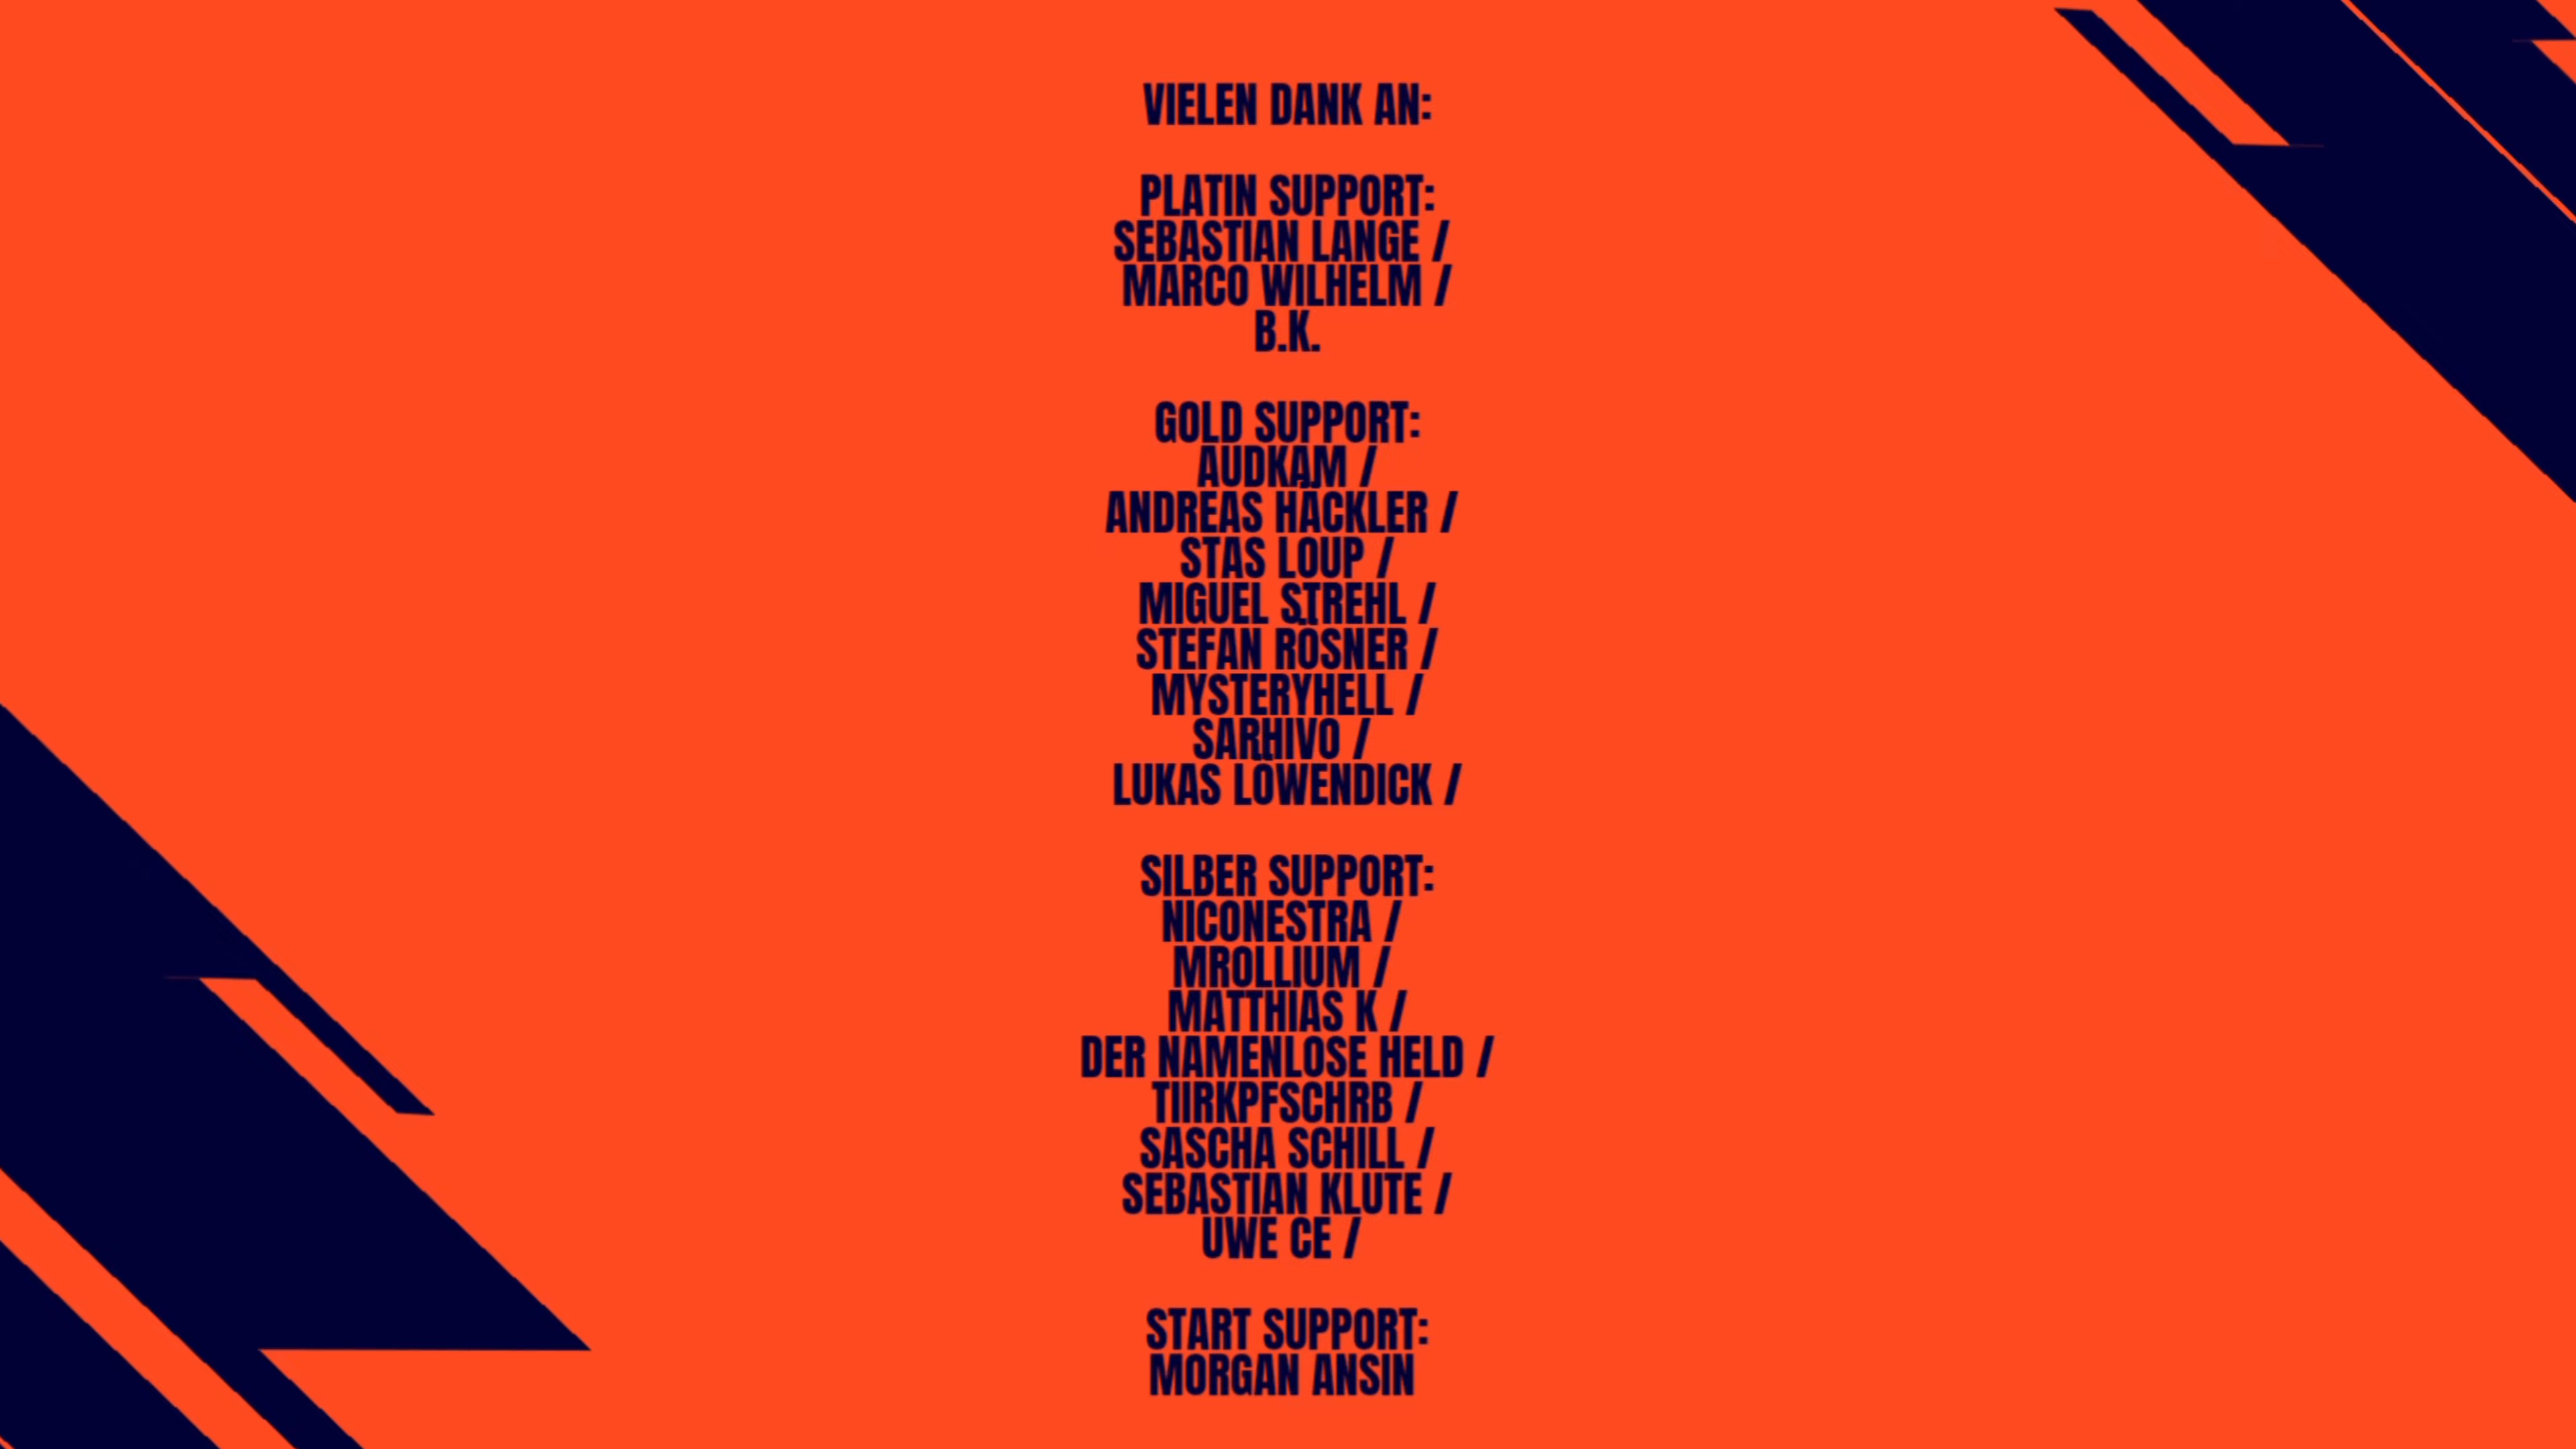 VIELEN DANK AN:
PLATIN SUPPORT:
SEBASTIAN LANGE /
MARCO WILHELM /
B.K.
GOLD SUPPORT:
AUDKAM /
ANDREAS HÄCKLER /
STAS LOUP /
MIGUEL STREHL /
STEFAN RÖSNER /
MYSTERYHELL /
SARHIVO /
LUKAS LÖWENDICK /
SILBER SUPPORT:
NICONESTRA /
MROLLIUM /
MATTHIAS K /
DER NAMENLOSE HELD /
TIIRKPFSCHRB /
SASCHA SCHILL /
SEBASTIAN KLUTE /
UWE CE /
START SUPPORT:
MORGAN ANSIN